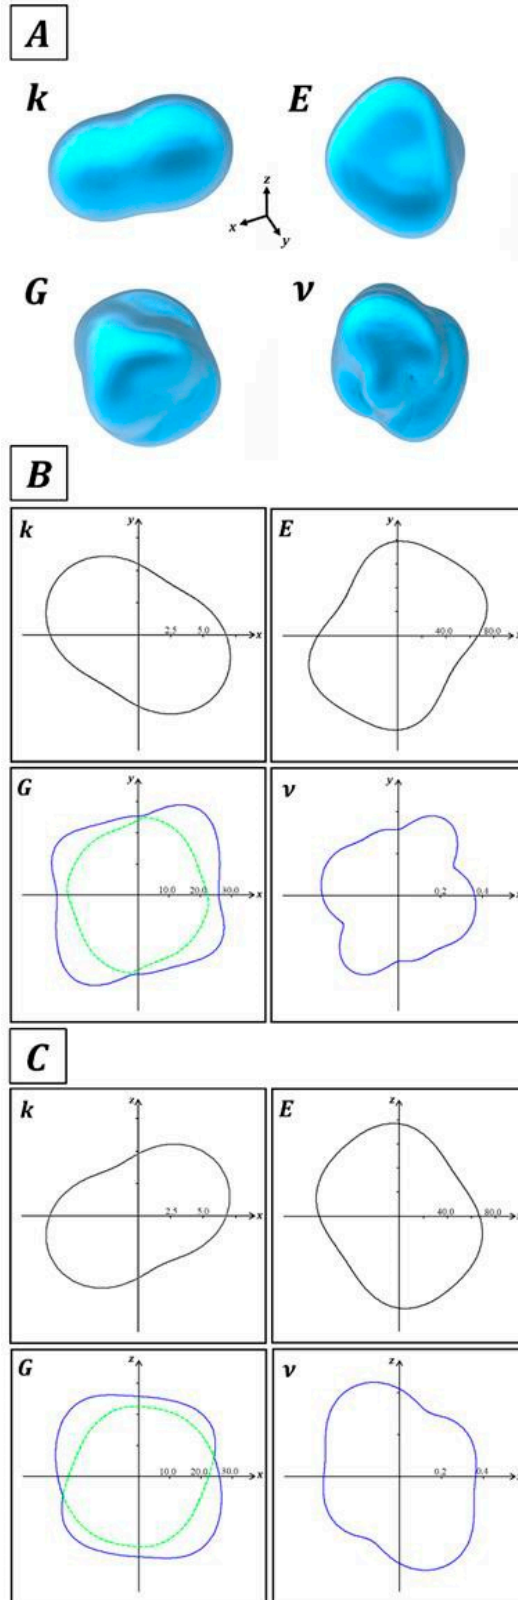 A
k E
z
x
y
G ν
B
k y 2,5 5,0 x
E 40,0 80,0
G y 10,0 20,0 30,0 x
ν y 0,2 0,4 x
C
k z 2,5 5,0 x
E z 40,0 80,0 x
G z 10,0 20,0 30,0 x
ν z 0,2 0,4 x